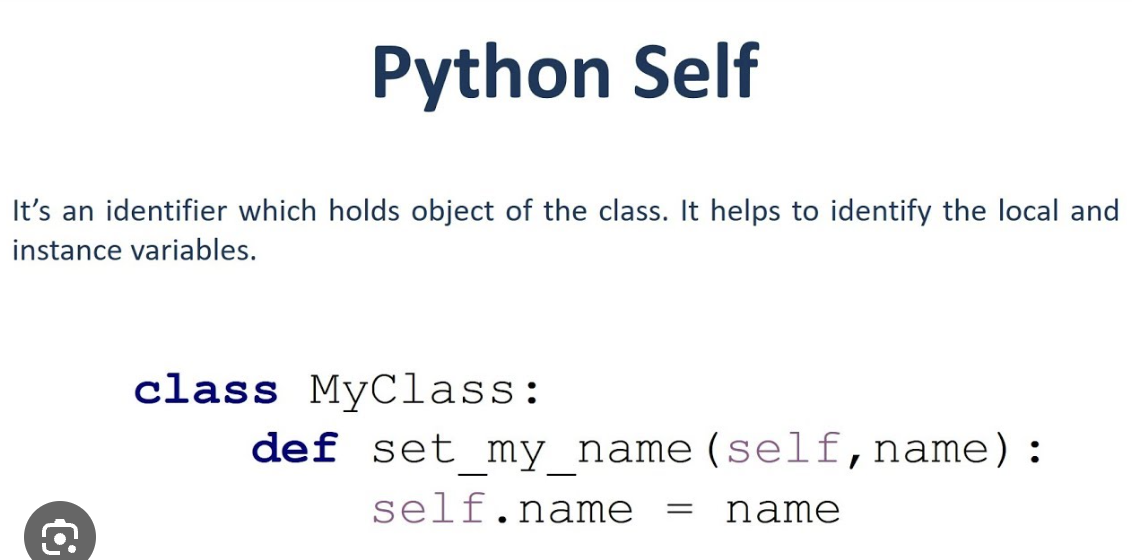 Python Self
It's an identifier which holds object of the class. It helps to identify the local and
instance variables.
class MyClass:
def set_my_name(self,name):
self.name = name